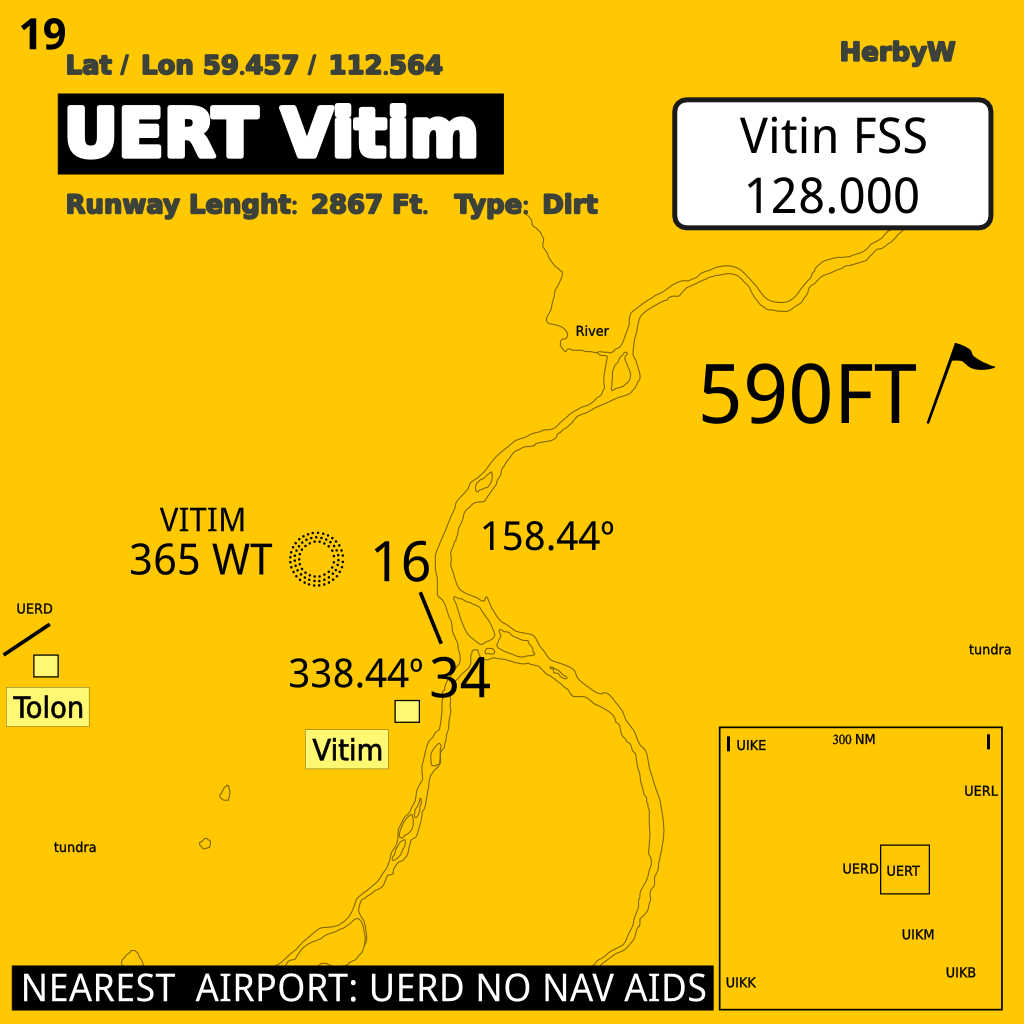 19
Lat / Lon 59.457 / 112.564
HerbyW
UERT Vitim
Vitin FSS
128.000
Runway Lenght: 2867 Ft. Type: Dirt
River
590FT
VITIM
365 WT
16
158.44º
UERD
338.44º
34
tundra
Tolon
Vitim
UIKE
300 NM
UERL
tundra
UERD
UERT
UIKM
UIKB
UIKK
NEAREST AIRPORT: UERD NO NAV AIDS